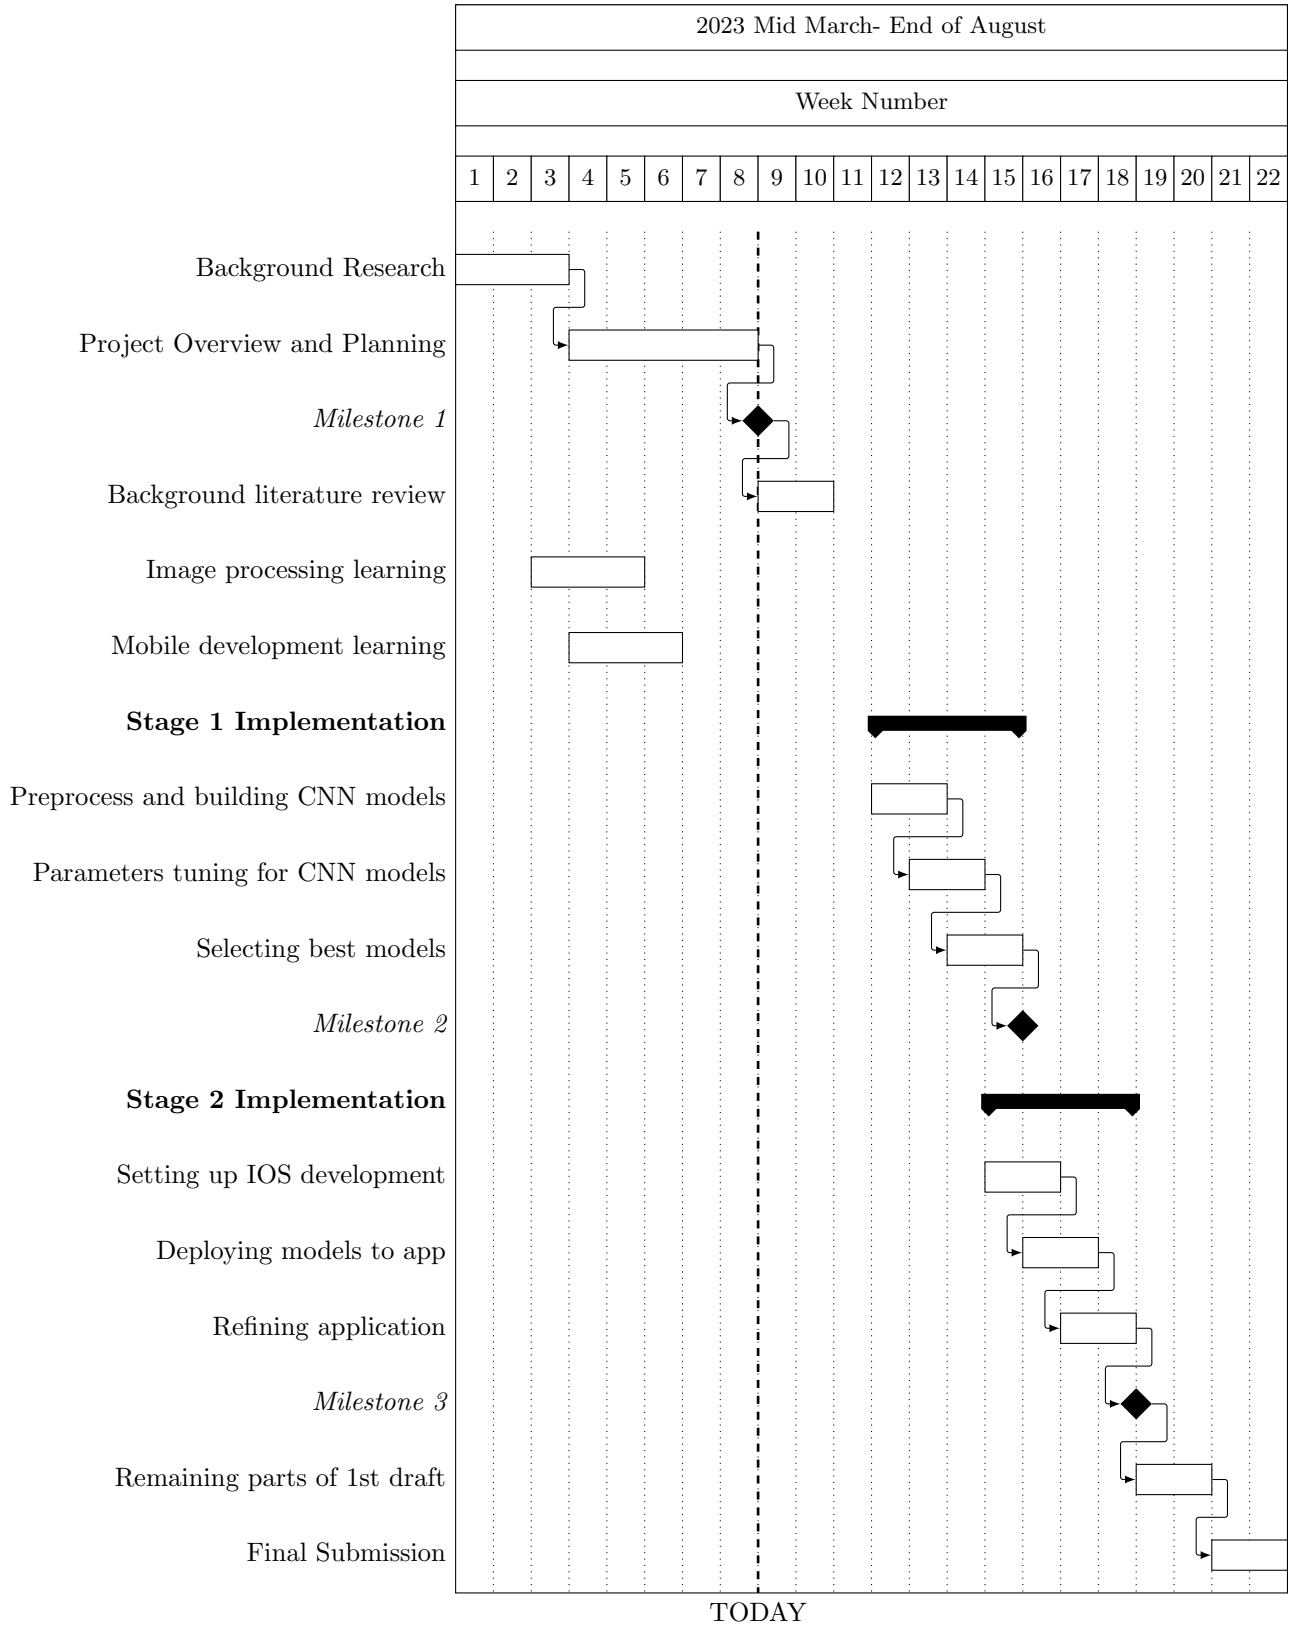 2023 Mid March- End of August
Week Number
1 2 3 4 5 6 7 8 9 10 11 12 13 14 15 16 17 18 19 20 21 22
Background Research
Project Overview and Planning
Milestone 1
Background literature review
Image processing learning
Mobile development learning
Stage 1 Implementation
Preprocess and building CNN models
Parameters tuning for CNN models
Selecting best models
Milestone 2
Stage 2 Implementation
Setting up IOS development
Deploying models to app
Refining application
Milestone 3
Remaining parts of 1st draft
Final Submission
TODAY